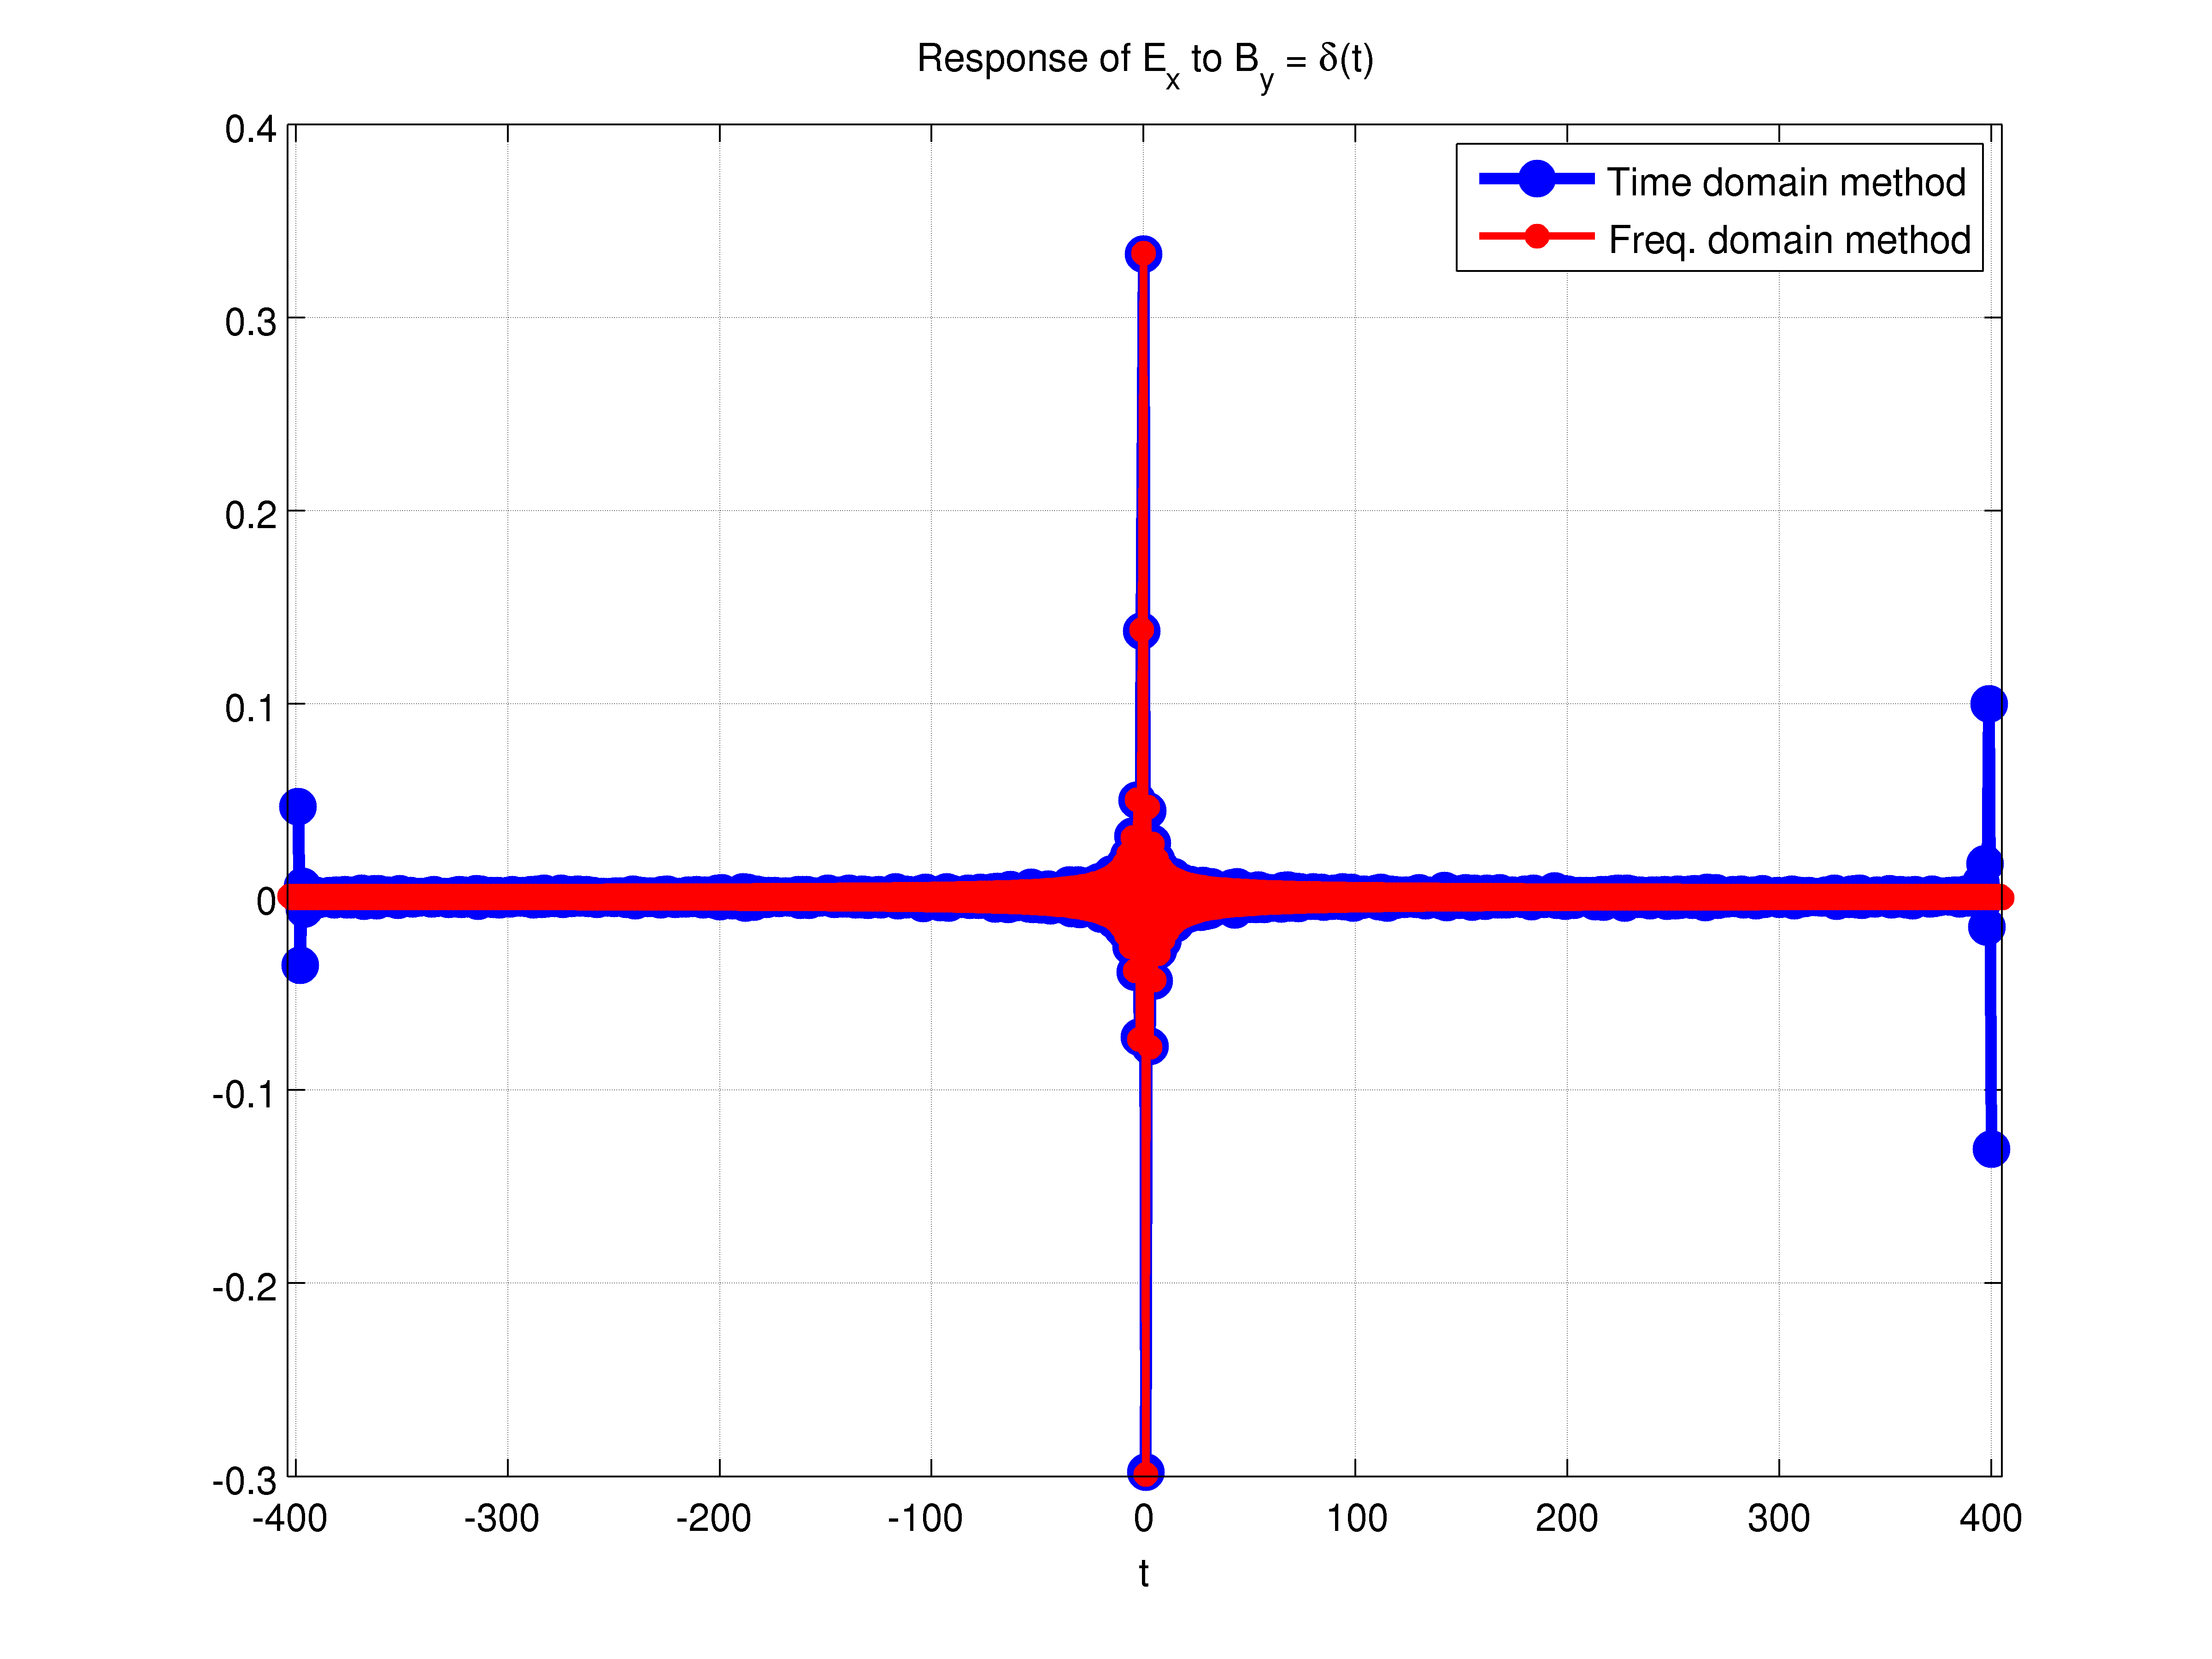 Response of E_x to B_y = δ(t)
0.4
Time domain method
Freq. domain method
0.3
0.2
0.1
0
-0.1
-0.2
-0.3
-400 -300 -200 -100 0 100 200 300 400
t